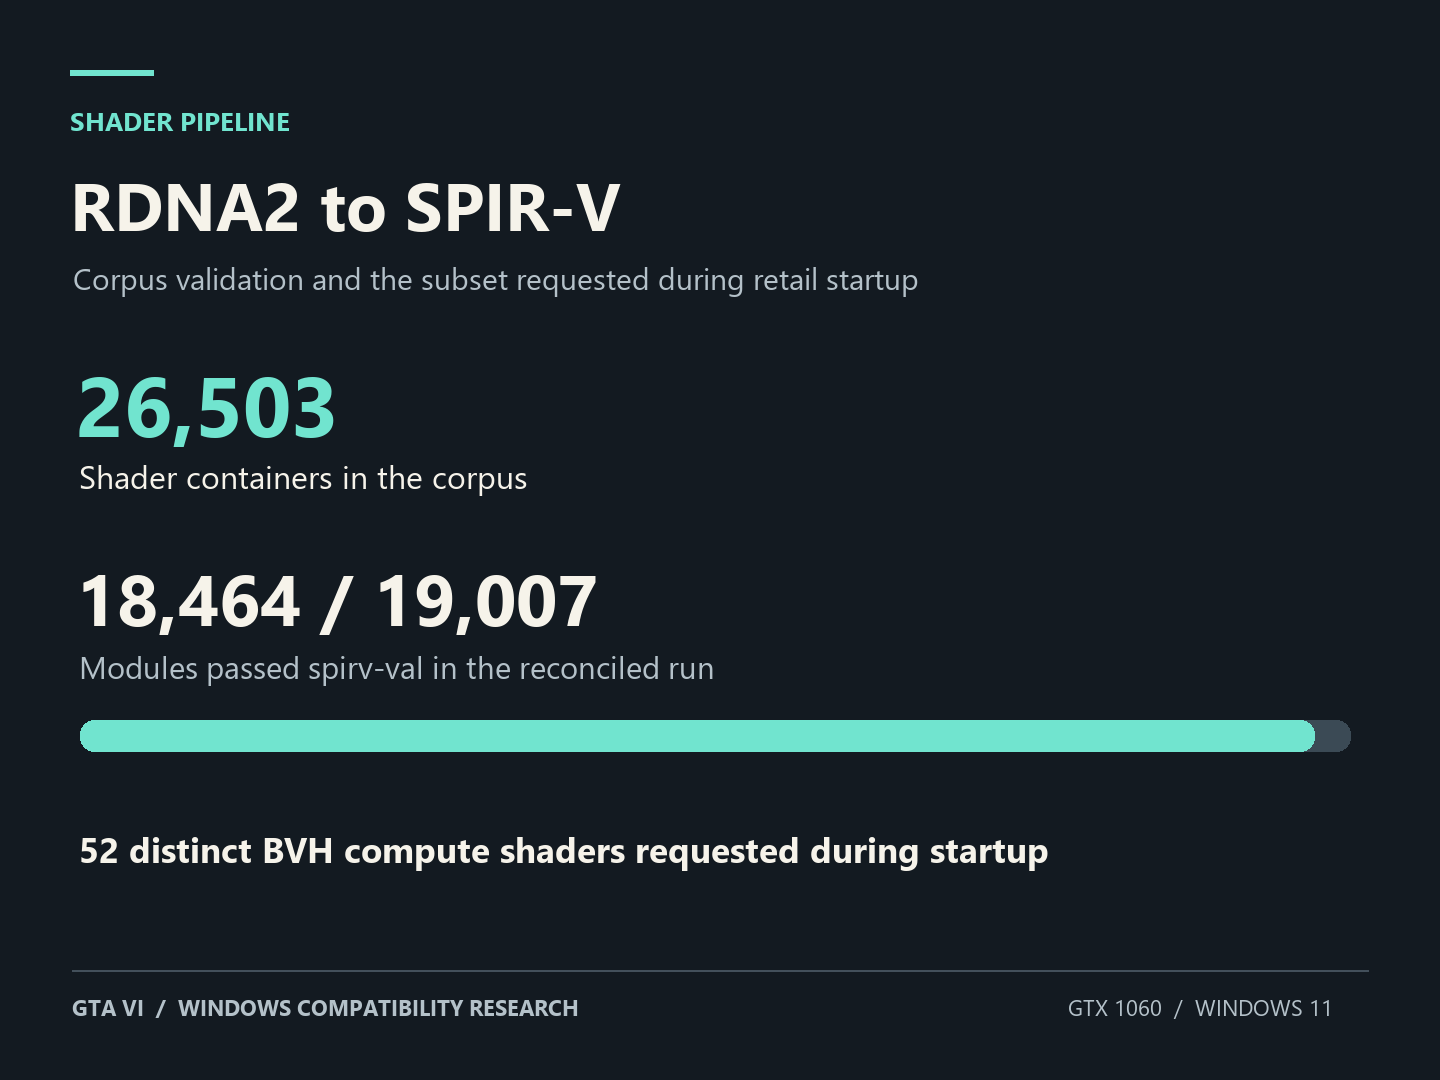 SHADER PIPELINE
RDNA2 to SPIR-V
Corpus validation and the subset requested during retail startup
26,503
Shader containers in the corpus
18,464 / 19,007
Modules passed spirv-val in the reconciled run
52 distinct BVH compute shaders requested during startup
GTA VI / WINDOWS COMPATIBILITY RESEARCH
GTX 1060 / WINDOWS 11